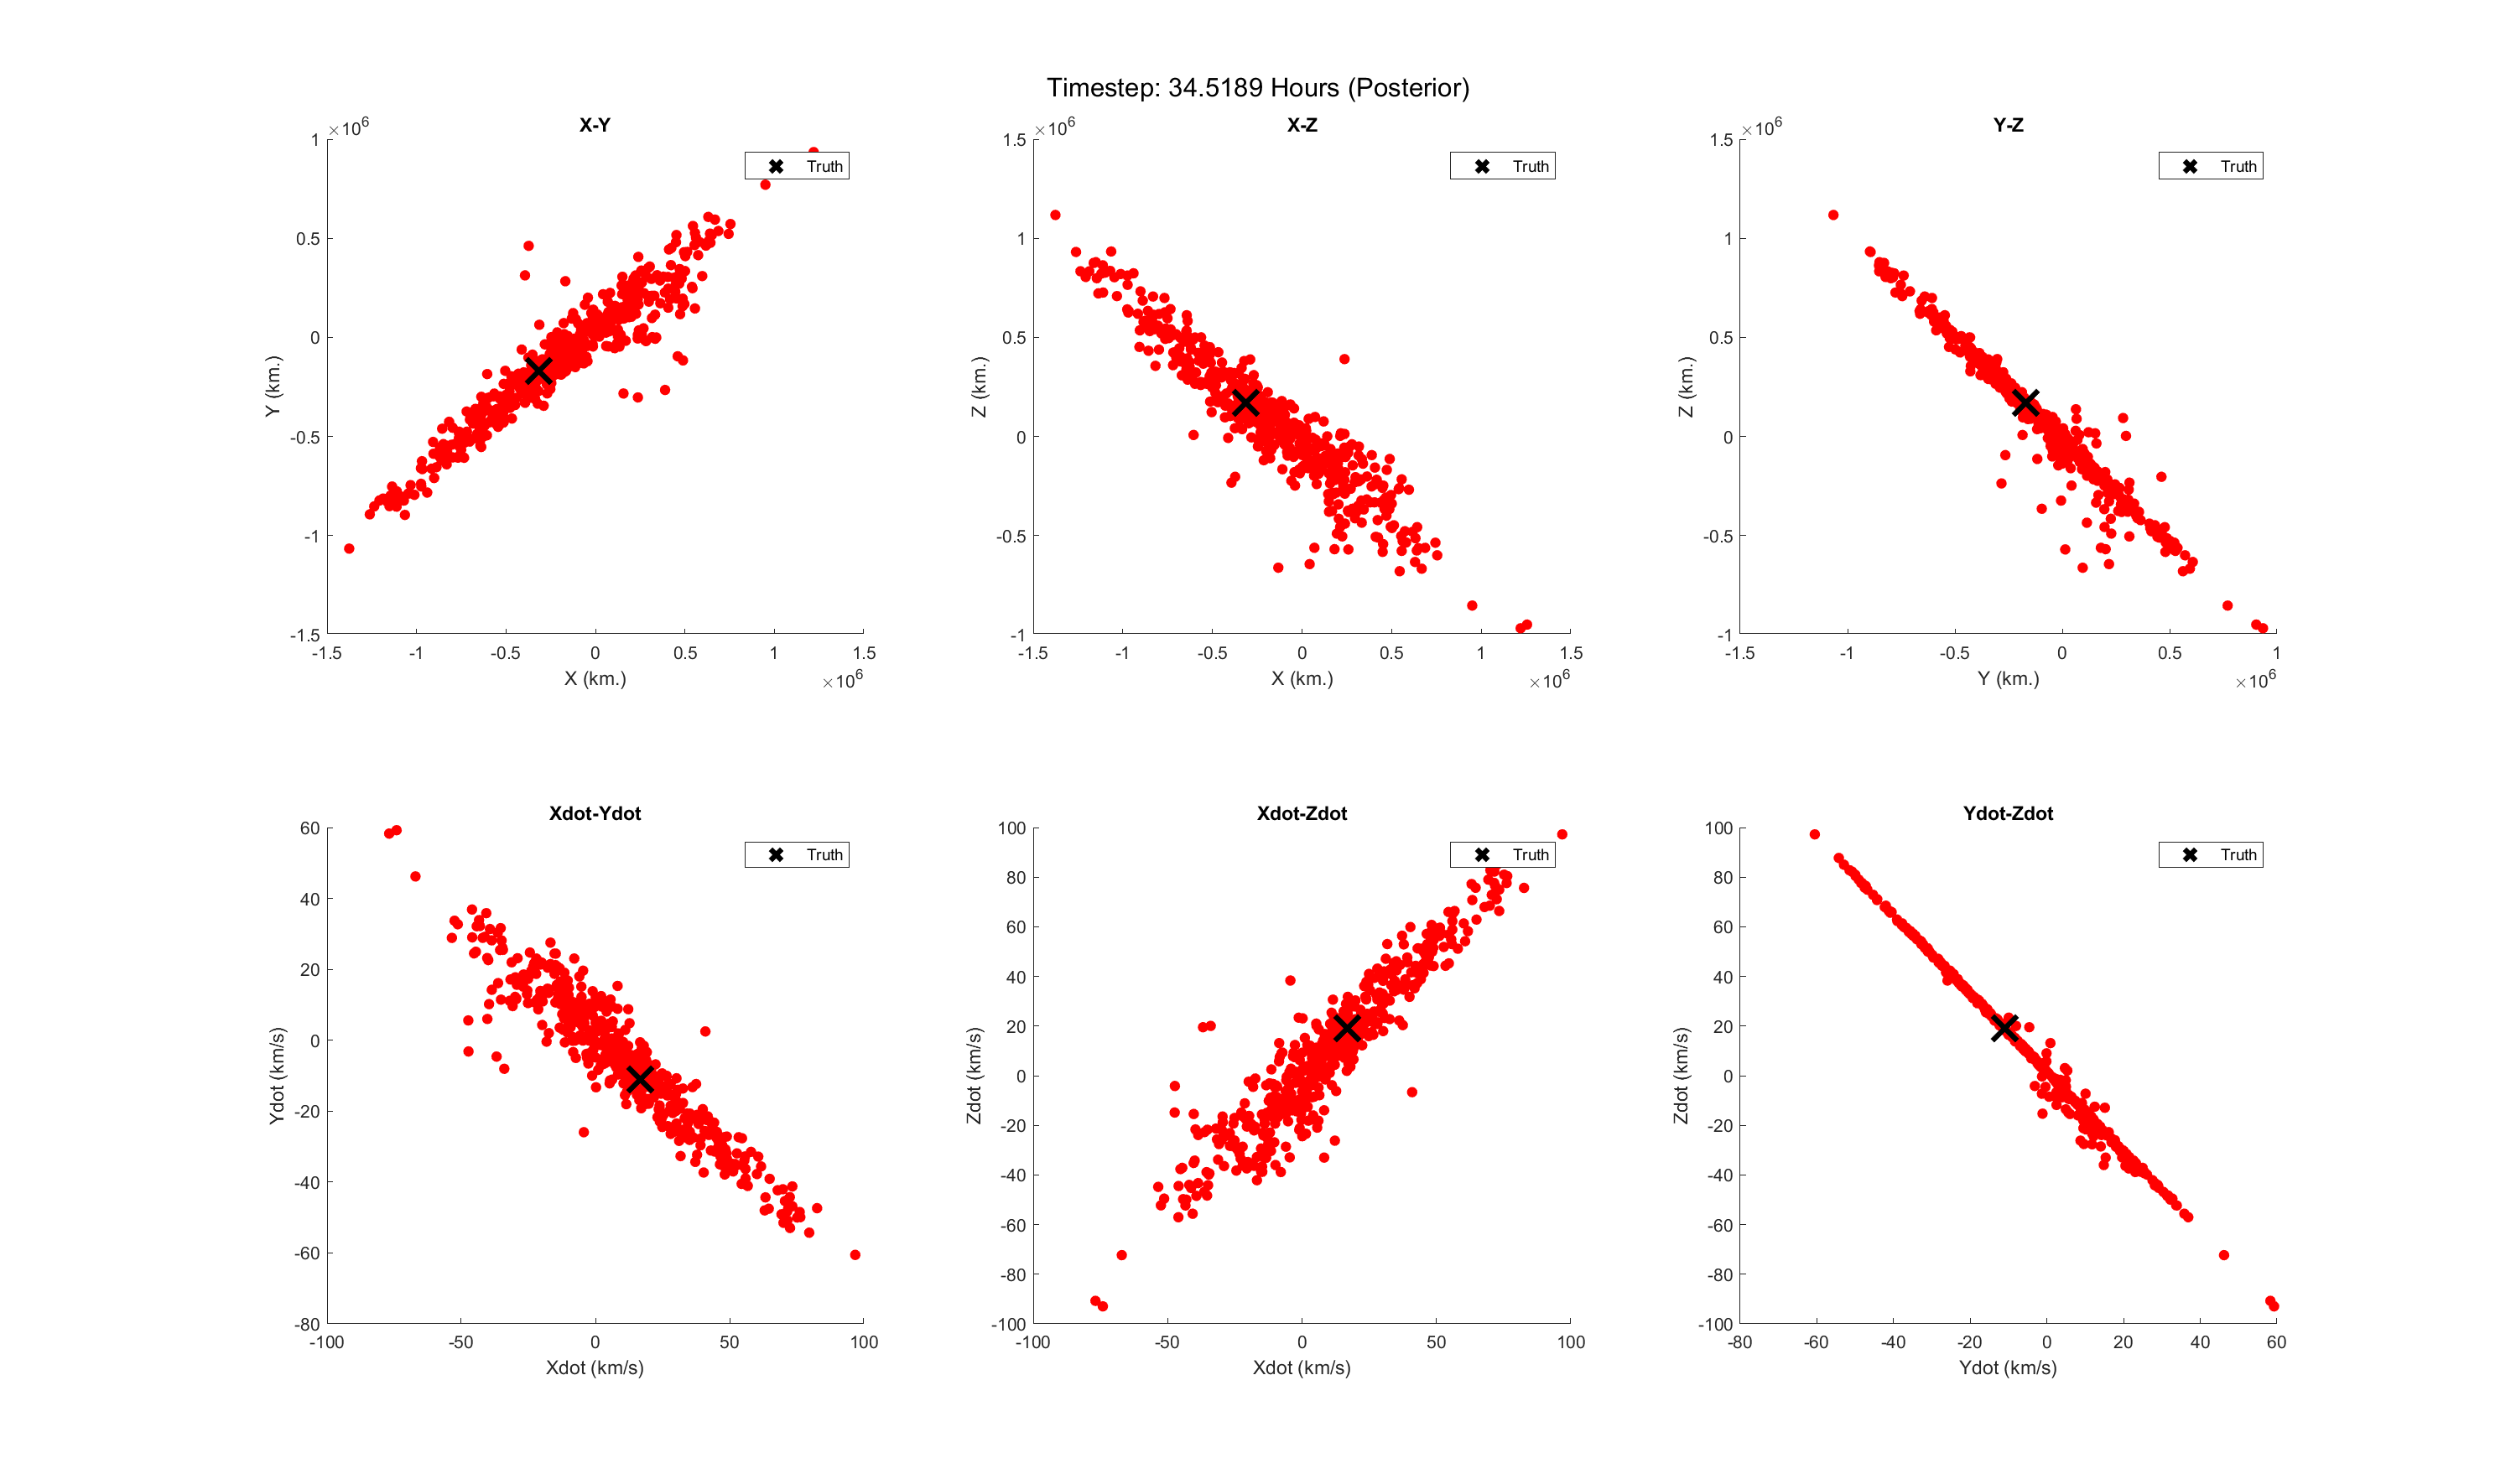 Timestep: 34.5189 Hours (Posterior)
X-Y
×10^6
1
0.5
0
-0.5
-1
-1.5
Y (km.)
-1.5 -1 -0.5 0 0.5 1 1.5
X (km.)
×10^6
Truth
X-Z
×10^6
1.5
1
0.5
0
-0.5
-1
Z (km.)
-1.5 -1 -0.5 0 0.5 1 1.5
X (km.)
×10^6
Truth
Y-Z
×10^6
1.5
1
0.5
0
-0.5
-1
Z (km.)
-1.5 -1 -0.5 0 0.5 1
Y (km.)
×10^6
Truth
Xdot-Ydot
60
40
20
0
-20
-40
-60
-80
Ydot (km/s)
-100 -50 0 50 100
Xdot (km/s)
Truth
Xdot-Zdot
100
80
60
40
20
0
-20
-40
-60
-80
-100
Zdot (km/s)
-100 -50 0 50 100
Xdot (km/s)
Truth
Ydot-Zdot
100
80
60
40
20
0
-20
-40
-60
-80
-100
Zdot (km/s)
-80 -60 -40 -20 0 20 40 60
Ydot (km/s)
Truth